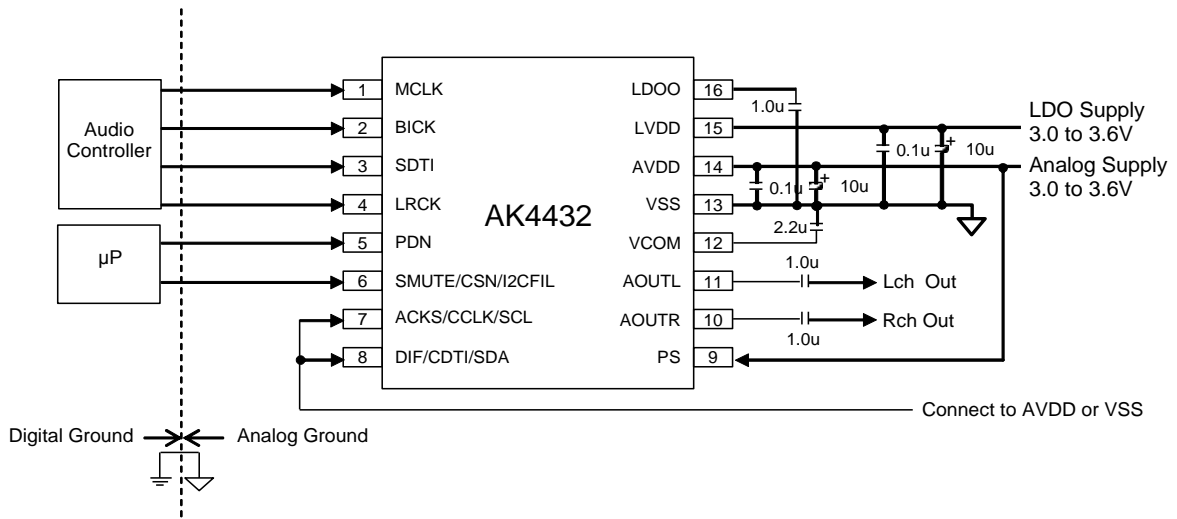 Audio
Controller
µP
1 MCLK
2 BICK
3 SDTI
4 LRCK
5 PDN
6 SMUTE/CSN/I2CFIL
7 ACKS/CCLK/SCL
8 DIF/CDTI/SDA
AK4432
LDOO 16
LVDD 15
AVDD 14
VSS 13
VCOM 12
AOUTL 11
AOUTR 10
PS 9
1.0u
0.1u + 10u
0.1u + 10u
2.2u
1.0u
1.0u
LDO Supply
3.0 to 3.6V
Analog Supply
3.0 to 3.6V
Lch Out
Rch Out
Connect to AVDD or VSS
Digital Ground
Analog Ground